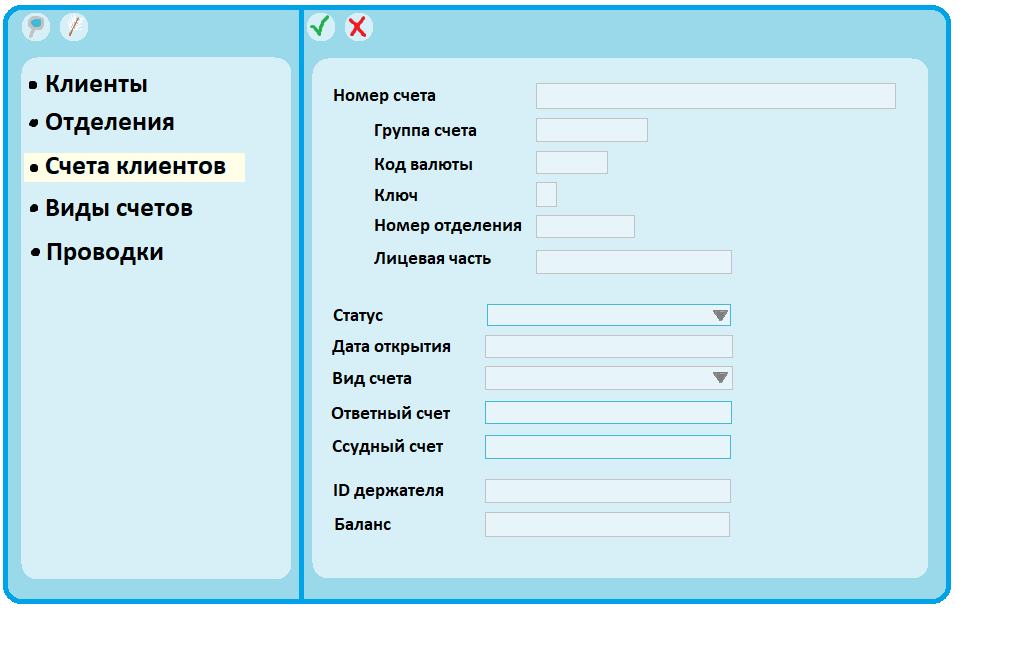 Клиенты
Отделения
Счета клиентов
Виды счетов
Проводки
Номер счета
Группа счета
Код валюты
Ключ
Номер отделения
Лицевая часть
Статус
Дата открытия
Вид счета
Ответный счет
Ссудный счет
ID держателя
Баланс